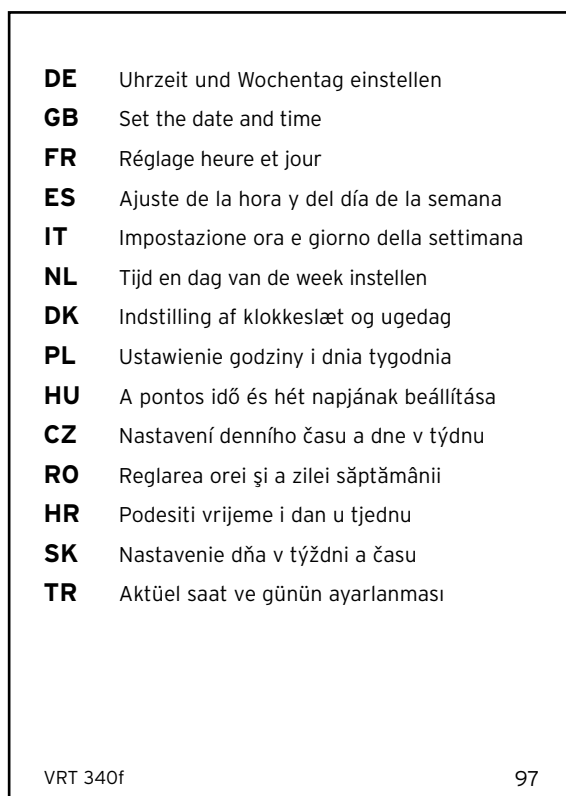 DE Uhrzeit und Wochentag einstellen
GB Set the date and time
FR Réglage heure et jour
ES Ajuste de la hora y del día de la semana
IT Impostazione ora e giorno della settimana
NL Tijd en dag van de week instellen
DK Indstilling af klokkeslæt og ugedag
PL Ustawienie godziny i dnia tygodnia
HU A pontos idő és hét napjának beállítása
CZ Nastavení denního času a dne v týdnu
RO Reglarea orei şi a zilei săptămânii
HR Podesiti vrijeme i dan u tjednu
SK Nastavenie dňa v týždni a času
TR Aktüel saat ve günün ayarlanması
VRT 340f 97